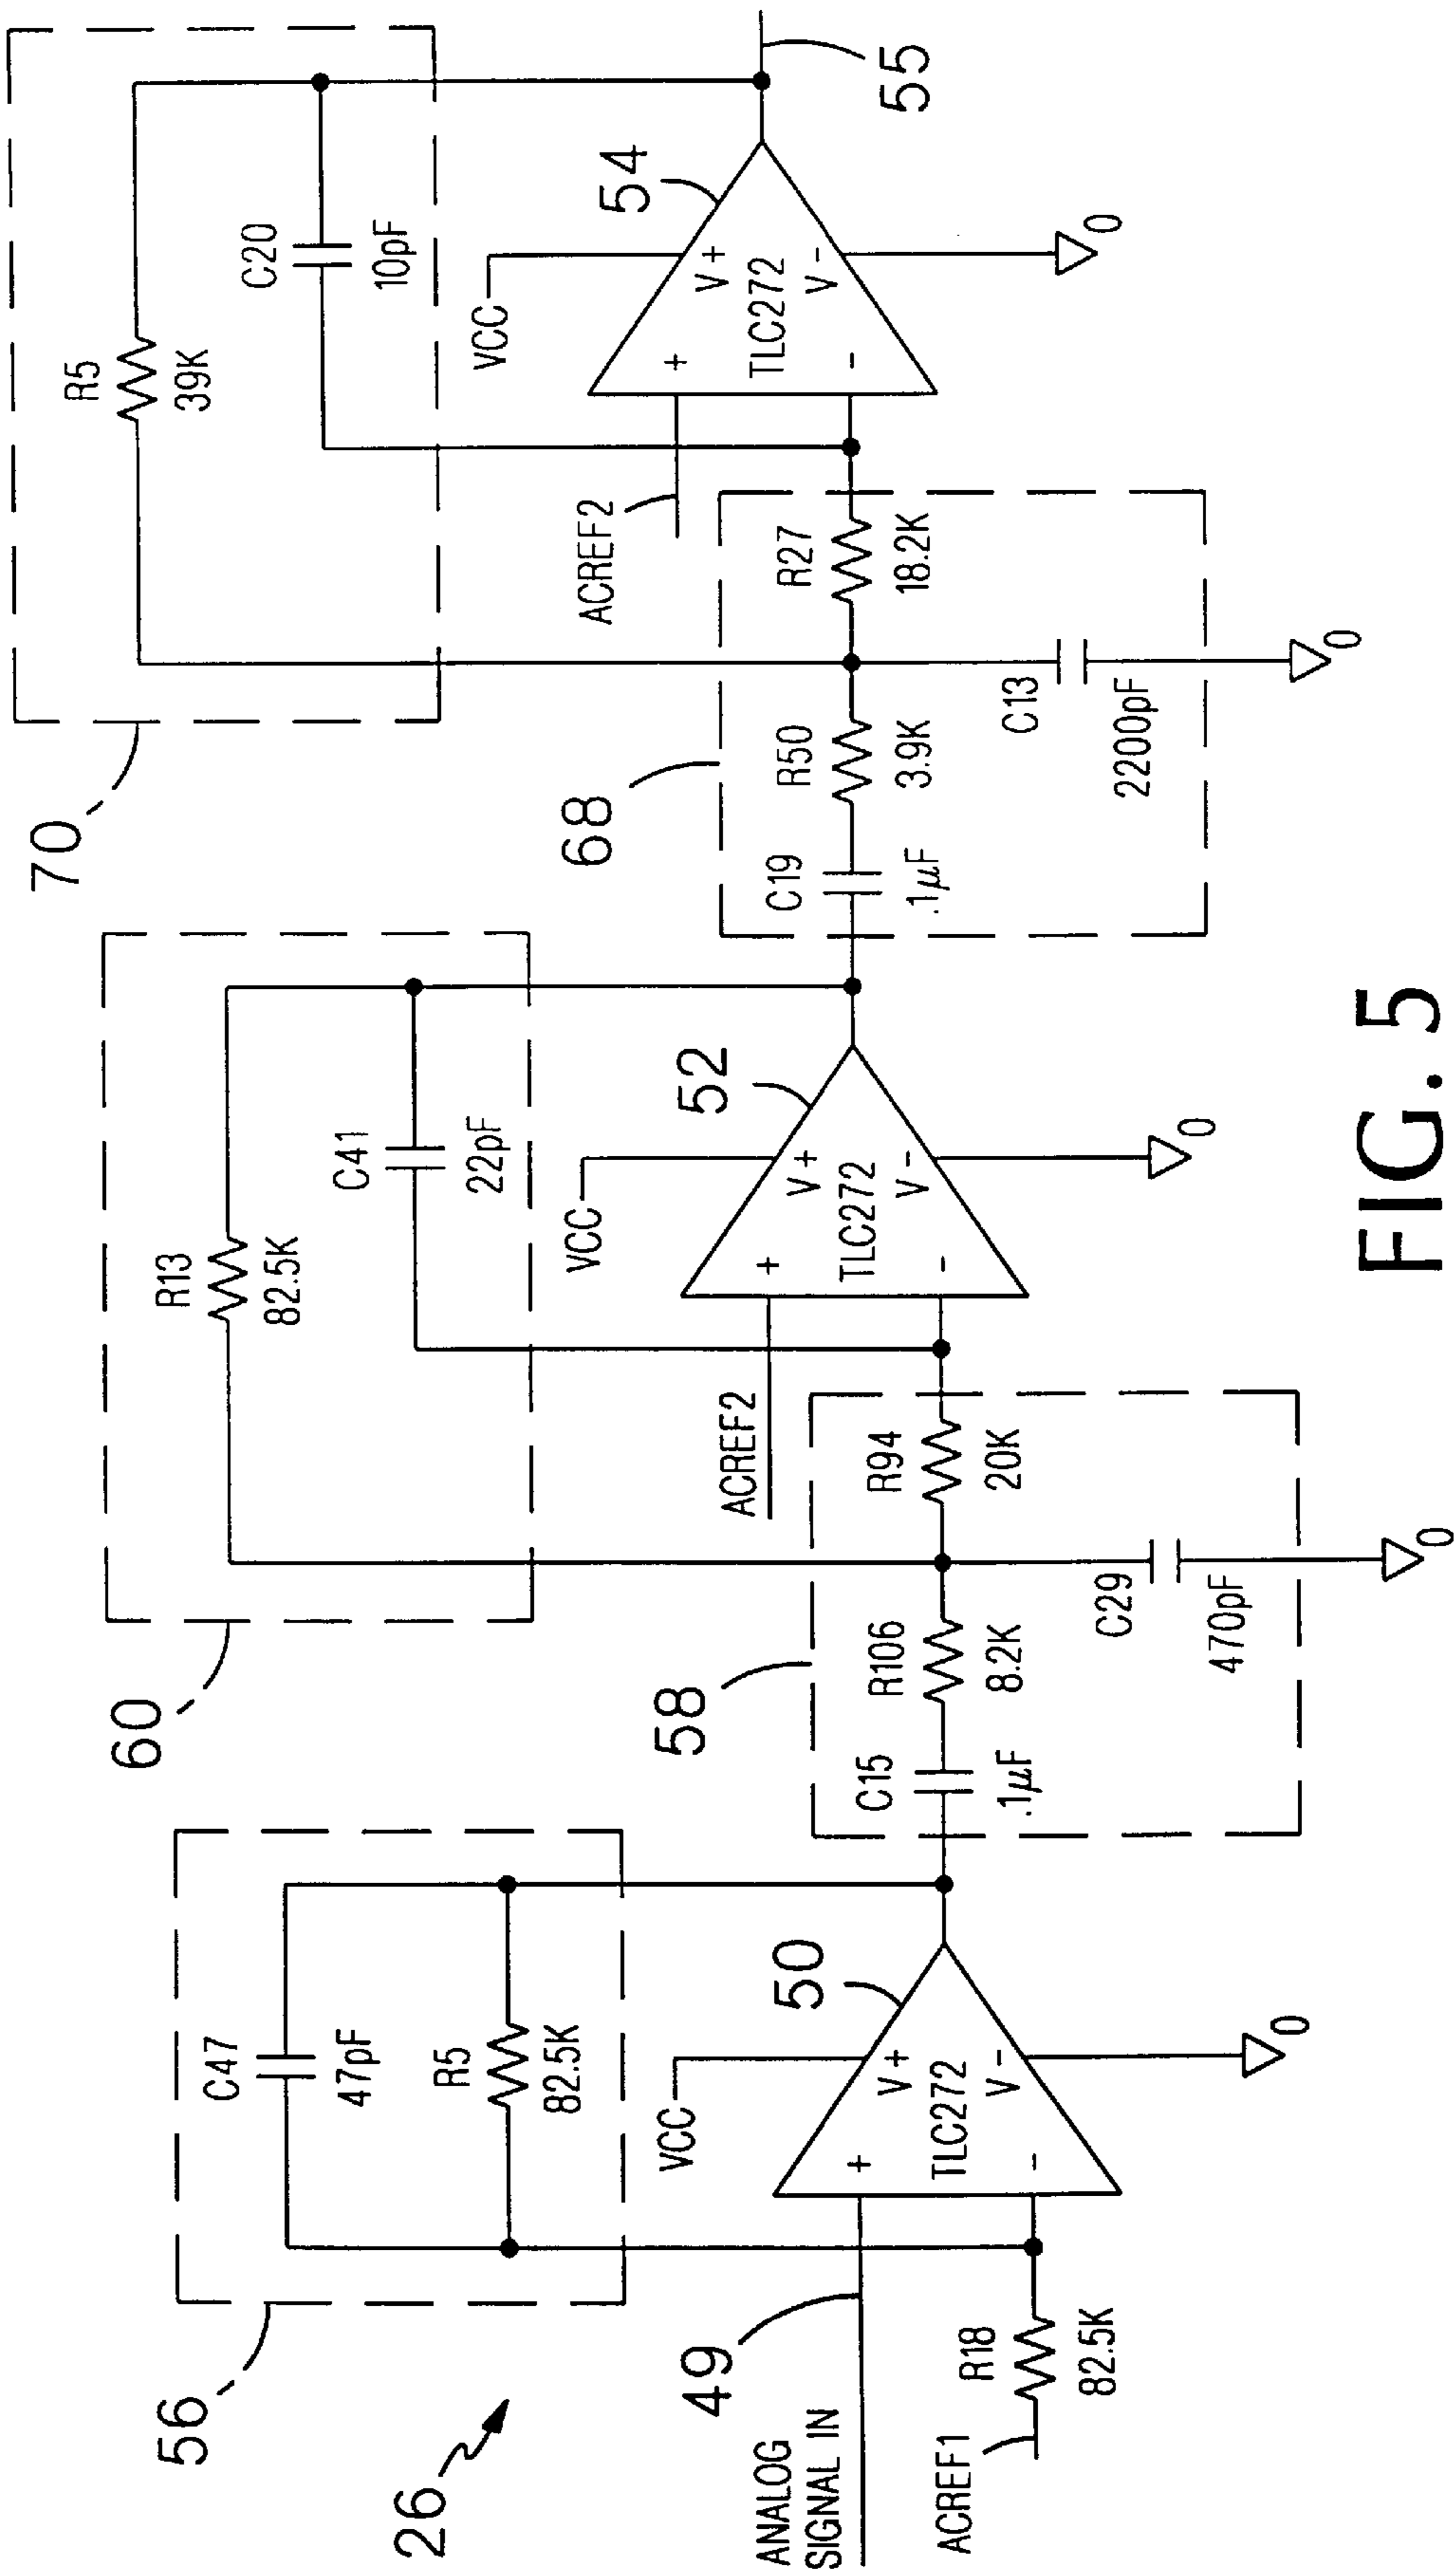 70
R5
39K
C20
10pF
VCC
54
V+
+
TLC272
-
V-
0
55
ACREF2
68
C19
.1µF
R50
3.9K
R27
18.2K
C13
2200pF
0
60
R13
82.5K
C41
22pF
VCC
52
V+
+
TLC272
-
V-
0
ACREF2
58
C15
.1µF
R106
8.2K
R94
20K
C29
470pF
0
56
C47
47pF
R5
82.5K
VCC
50
V+
+
TLC272
-
V-
0
26
49
ANALOG
SIGNAL IN
ACREF1
R18
82.5K
FIG. 5